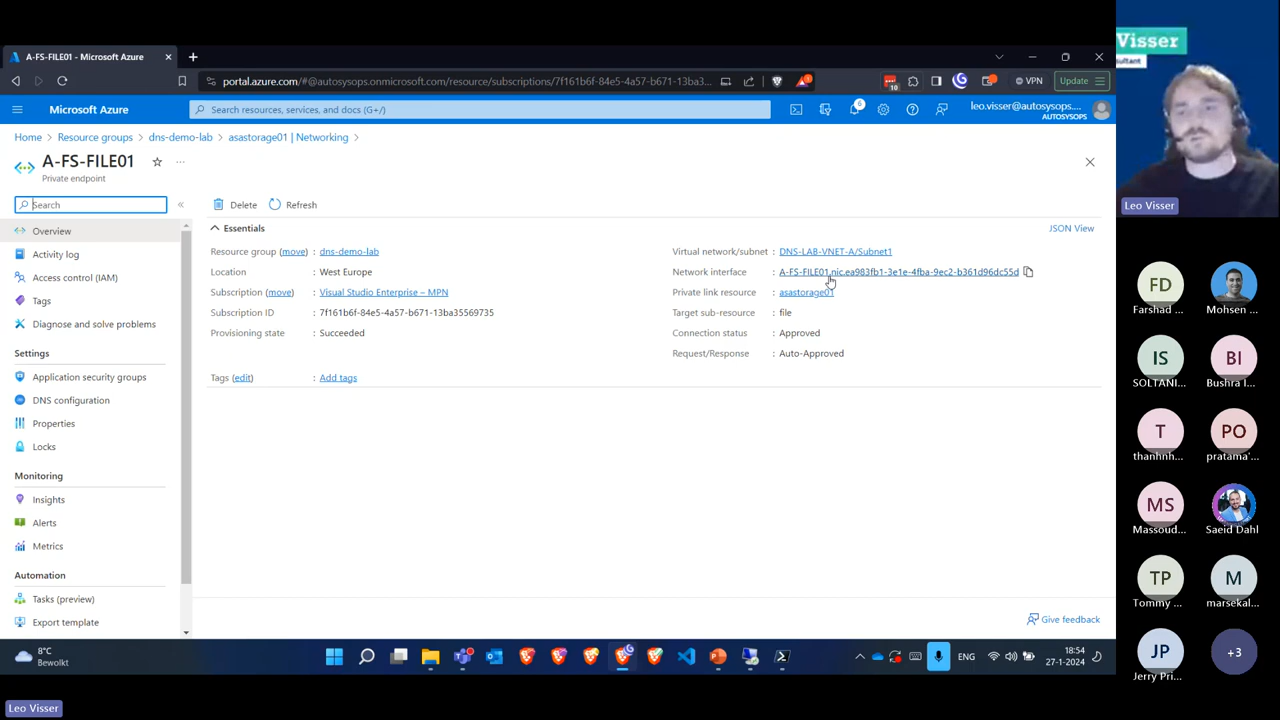 A-FS-FILE01 - Microsoft Azure
portal.azure.com/#@autosysops.onmicrosoft.com/resource/subscriptions/7f161b6f-84e5-4a57-b671-13ba3...
10
VPN
Update
Microsoft Azure
Search resources, services, and docs (G+/)
6
leo.visser@autosysops....
AUTOSYSOPS
Home > Resource groups > dns-demo-lab > asastorage01 | Networking >
A-FS-FILE01
Private endpoint
Search
Overview
Activity log
Access control (IAM)
Tags
Diagnose and solve problems
Settings
Application security groups
DNS configuration
Properties
Locks
Monitoring
Insights
Alerts
Metrics
Automation
Tasks (preview)
Export template
Delete
Refresh
Essentials
JSON View
Resource group (move) : dns-demo-lab
Location : West Europe
Subscription (move) : Visual Studio Enterprise – MPN
Subscription ID : 7f161b6f-84e5-4a57-b671-13ba35569735
Provisioning state : Succeeded
Virtual network/subnet : DNS-LAB-VNET-A/Subnet1
Network interface : A-FS-FILE01.nic.ea983fb1-3e1e-4fba-9ec2-b361d96dc55d
Private link resource : asastorage01
Target sub-resource : file
Connection status : Approved
Request/Response : Auto-Approved
Tags (edit) : Add tags
Give feedback
8°C
Bewolkt
ENG
18:54
27-1-2024
Visser
sultant
Leo Visser
FD
Farshad ...
Mohsen ...
IS
SOLTANI...
BI
Bushra I...
T
thanhnh...
PO
pratama'...
MS
Massoud...
Saeid Dahl
TP
Tommy ...
M
marsekal...
JP
Jerry Pri...
+3
Leo Visser